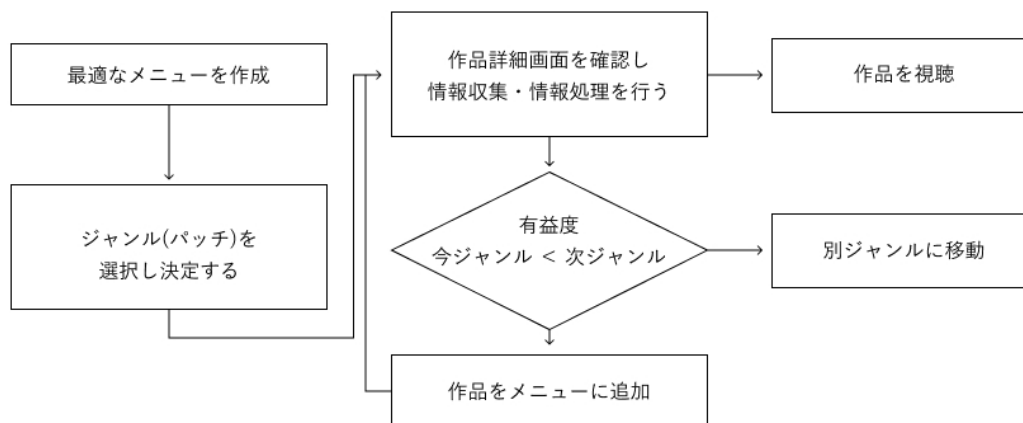 最適なメニューを作成
ジャンル(パッチ)を
選択し決定する
作品詳細画面を確認し
情報収集・情報処理を行う
作品を視聴
有益度
今ジャンル < 次ジャンル
別ジャンルに移動
作品をメニューに追加